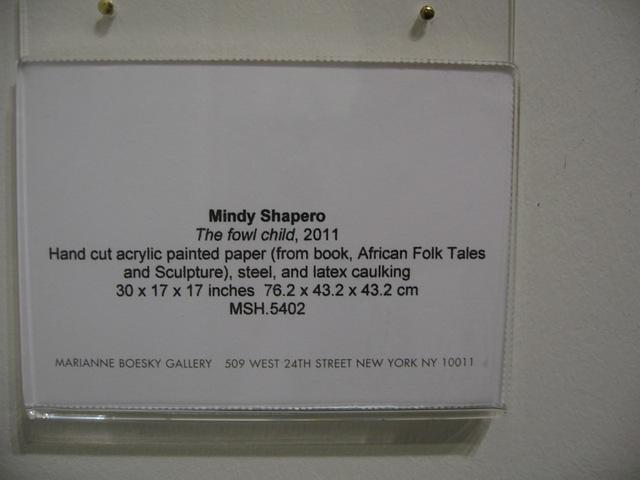 Mindy Shapero
The fowl child, 2011
Hand cut acrylic painted paper (from book, African Folk Tales
and Sculpture), steel, and latex caulking
30 x 17 x 17 inches  76.2 x 43.2 x 43.2 cm
MSH.5402
MARIANNE BOESKY GALLERY   509 WEST 24TH STREET NEW YORK NY 10011